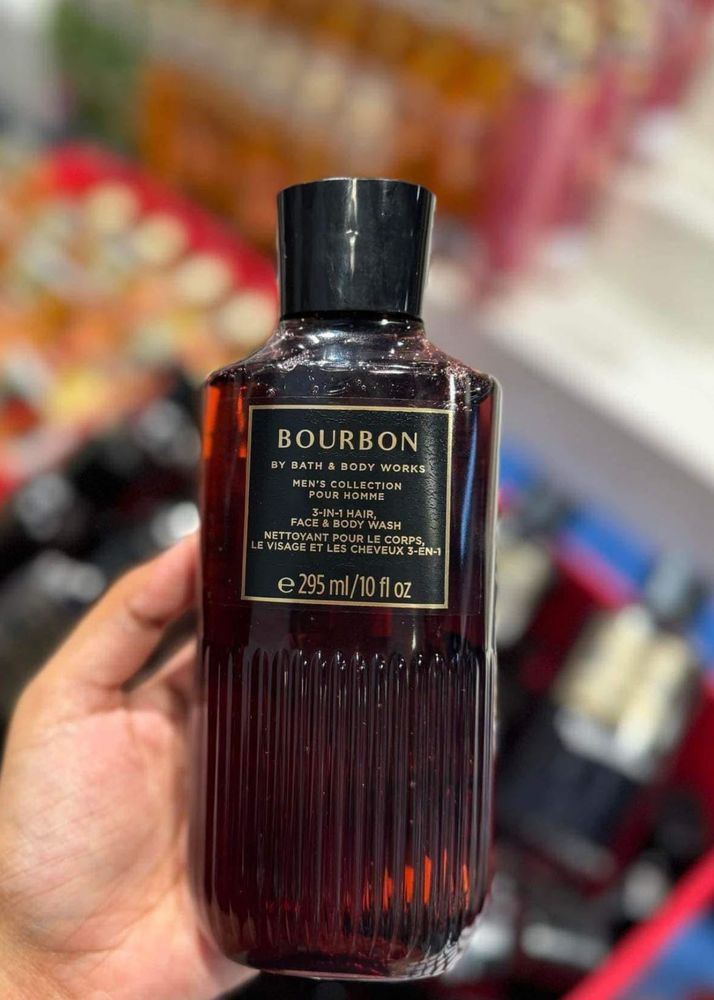 BOURBON
BY BATH & BODY WORKS
MEN'S COLLECTION
POUR HOMME
3-IN-1 HAIR,
FACE & BODY WASH
NETTOYANT POUR LE CORPS,
LE VISAGE ET LES CHEVEUX 3-EN-1
℮ 295 ml/10 fl oz